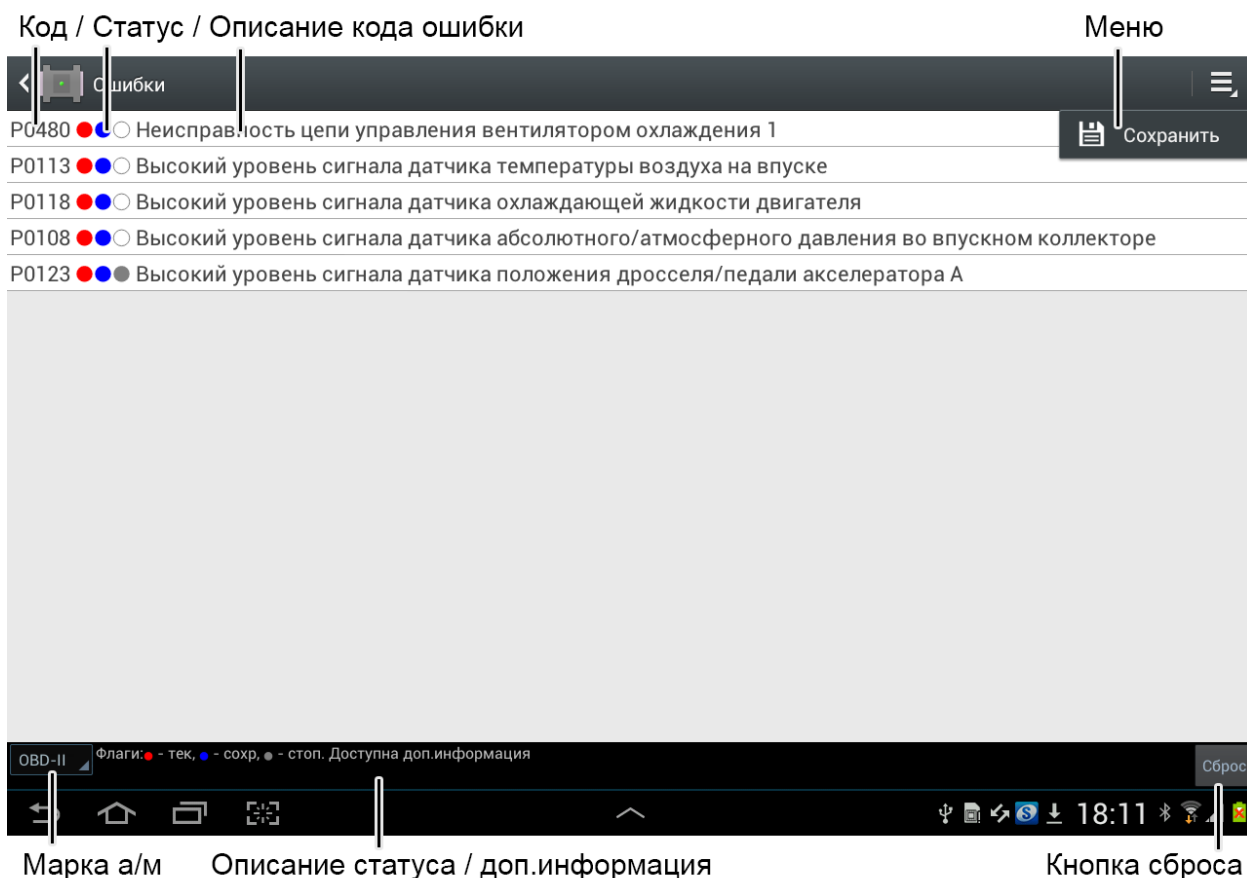 Код / Статус / Описание кода ошибки
Меню
Ошибки
P0480 Неисправность цепи управления вентилятором охлаждения 1
Сохранить
P0113 Высокий уровень сигнала датчика температуры воздуха на впуске
P0118 Высокий уровень сигнала датчика охлаждающей жидкости двигателя
P0108 Высокий уровень сигнала датчика абсолютного/атмосферного давления во впускном коллекторе
P0123 Высокий уровень сигнала датчика положения дросселя/педали акселератора А
OBD-II
Флаги: - тек, - сохр, - стоп. Доступна доп.информация
Сброс
18:11
Марка а/м
Описание статуса / доп.информация
Кнопка сброса